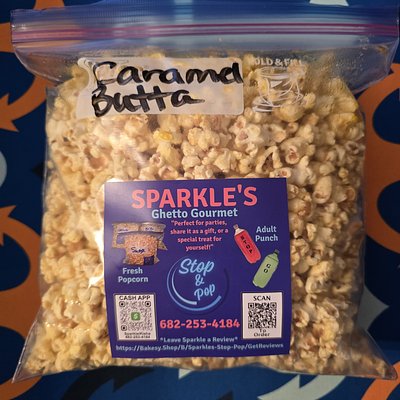 Caramel
Butta
SPARKLE'S
Ghetto Gourmet
"Perfect for parties,
share it as a gift, or a
special treat for
yourself!"
Adult
Punch
Fresh
Popcorn
Stop
&
Pop
CASH APP
SCAN
To
Order
682-253-4184
*Leave Sparkle a Review*
https://Bakesy.Shop/B/Sparkles-Stop-Pop/GetReviews